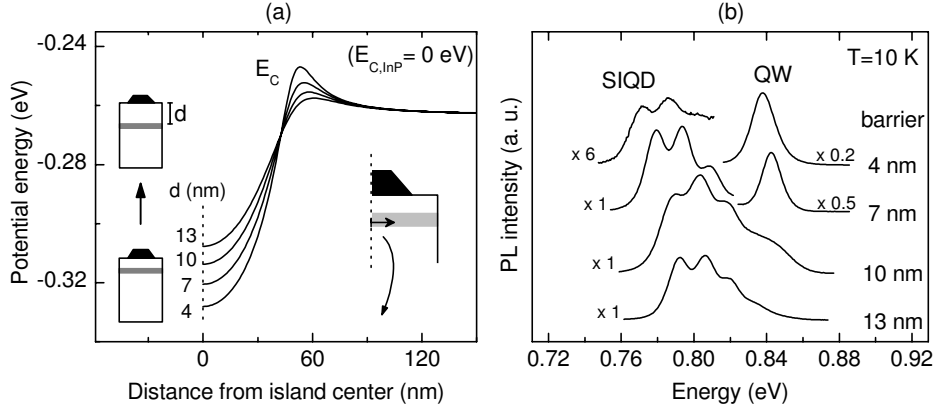 (a)
-0.24
-0.28
-0.32
Potential energy (eV)
E_C
(E_C,InP = 0 eV)
d
d (nm)
13
10
7
4
0
60
120
Distance from island center (nm)
(b)
T=10 K
SIQD
QW
barrier
x 6
x 0.2
4 nm
x 1
x 0.5
7 nm
x 1
10 nm
x 1
13 nm
PL intensity (a. u.)
0.72
0.76
0.80
0.84
0.88
0.92
Energy (eV)